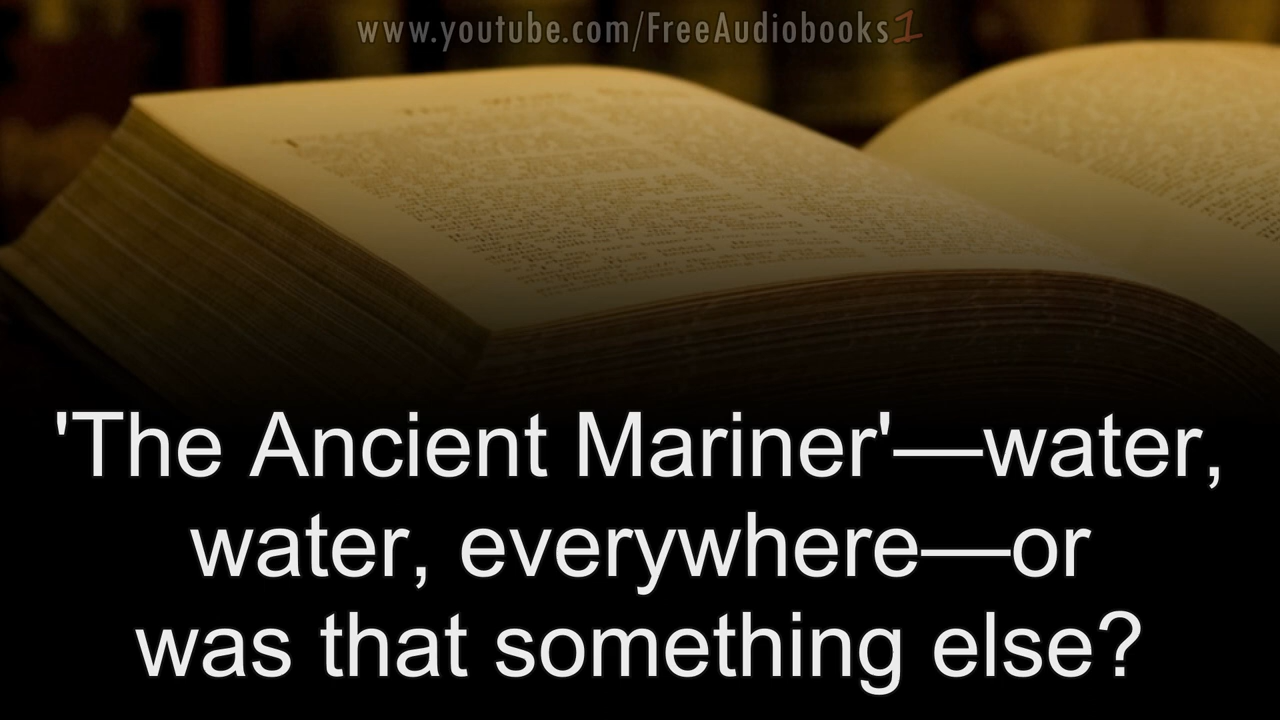 www.youtube.com/FreeAudiobooks1
'The Ancient Mariner'—water,
water, everywhere—or
was that something else?